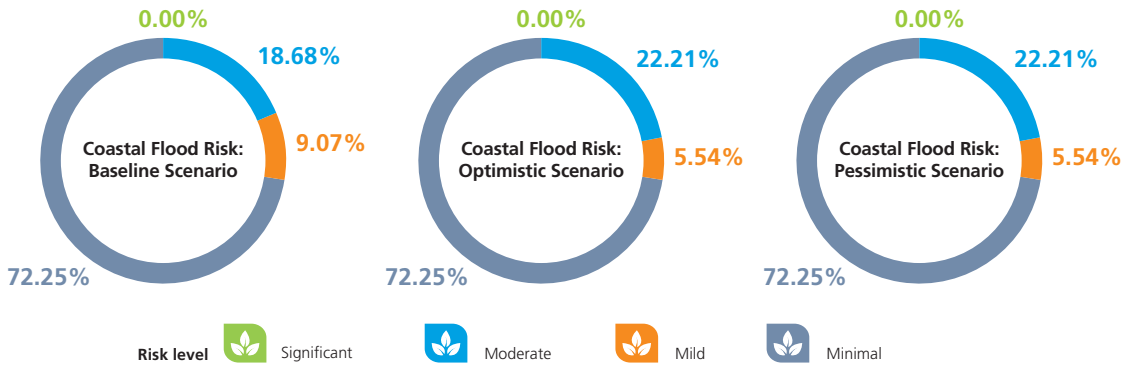 0.00%
18.68%
9.07%
72.25%
Coastal Flood Risk:
Baseline Scenario
0.00%
22.21%
5.54%
72.25%
Coastal Flood Risk:
Optimistic Scenario
0.00%
22.21%
5.54%
72.25%
Coastal Flood Risk:
Pessimistic Scenario
Risk level Significant Moderate Mild Minimal